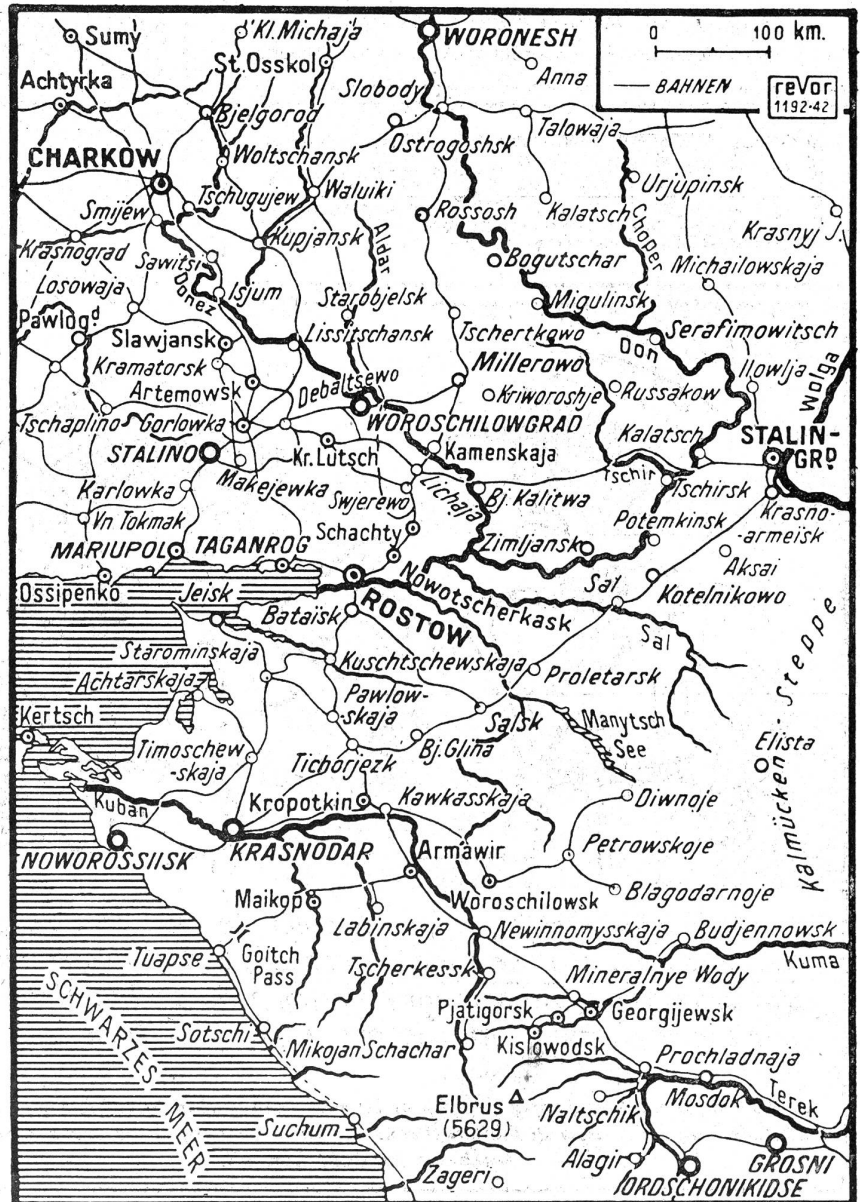 Sumy
Kl. Michaja
WORONESH
0 100 km.
BAHNEN
revor
1192-42
Achtyrka
St. Osskol
Anna
Slobody
Bjelgorod
Talowaja
Ostrogoshsk
CHARKOW
Woltschansk
Tschugujew
Waluiki
Urjupinsk
Smijew
Rossosh
Kalatsch
Choper
Krasnyj J.
Kupjansk
Aidar
Krasnograd
Sawitsi
Bogutschar
Michailowskaja
Losowaja
Donez
Isjum
Starobjelsk
Migulinsk
Pawlogd
Slawjansk
Lissitschansk
Tschertkowo
Serafimowitsch
Don
Kramatorsk
Millerowo
Ilowlja
Wolga
Artemowsk
Debaltsewo
Kriworoshje
Russakow
Tschaplino
Gorlowka
WOROSCHILOWGRAD
Kalatsch
STALIN-
GRD
STALINO
Kr. Lutsch
Kamenskaja
Makejewka
Lichaja
Tschir
Tschirsk
Karlowka
Swjerewo
Bj. Kalitwa
Krasno-
armeisk
Vn Tokmak
Schachty
Potemkinsk
MARIUPOL
TAGANROG
Zimljansk
Aksai
Ossipenko
Jeisk
Nowotscherkask
Sal
Kotelnikowo
Bataïsk
ROSTOW
Sal
Starominskaja
Kuschtschewskaja
Proletarsk
Achtarskaja
Pawlow-
skaja
Kalmücken-Steppe
Kertsch
Salsk
Manytsch
See
Timoschew
-skaja
Tichorjezk
Bj. Glina
Elista
Kuban
Kropotkin
Kawkasskaja
Diwnoje
NOWOROSSIISK
KRASNODAR
Armawir
Petrowskoje
Maikop
Woroschilowsk
Blagodarnoje
Labinskaja
Newinnomysskaja
Budjennowsk
Tuapse
Goitch
Pass
Tscherkessk
Kuma
Mineralnye Wody
SCHWARZES MEER
Pjatigorsk
Georgijewsk
Sotschi
Mikojan Schachar
Kislowodsk
Prochladnaja
Elbrus
(5629)
Naltschik
Mosdok
Terek
Suchum
Alagir
GROSNI
Zageri
ORDSCHONIKIDSE